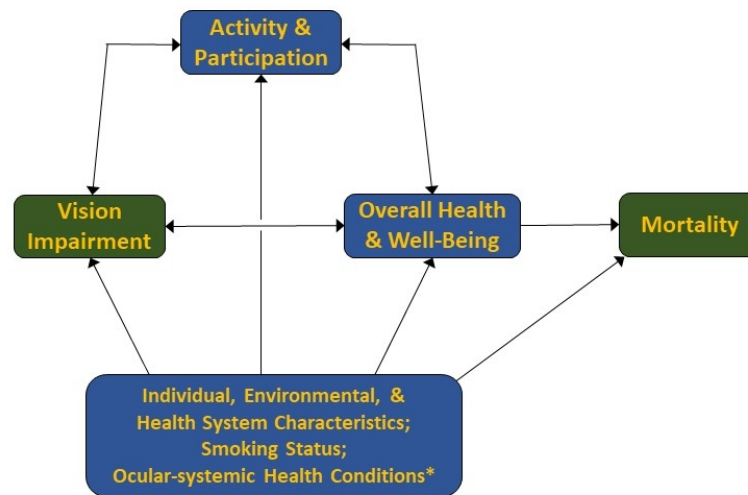 Activity &
Participation
Vision
Impairment
Overall Health
& Well-Being
Mortality
Individual, Environmental, &
Health System Characteristics;
Smoking Status;
Ocular-systemic Health Conditions*